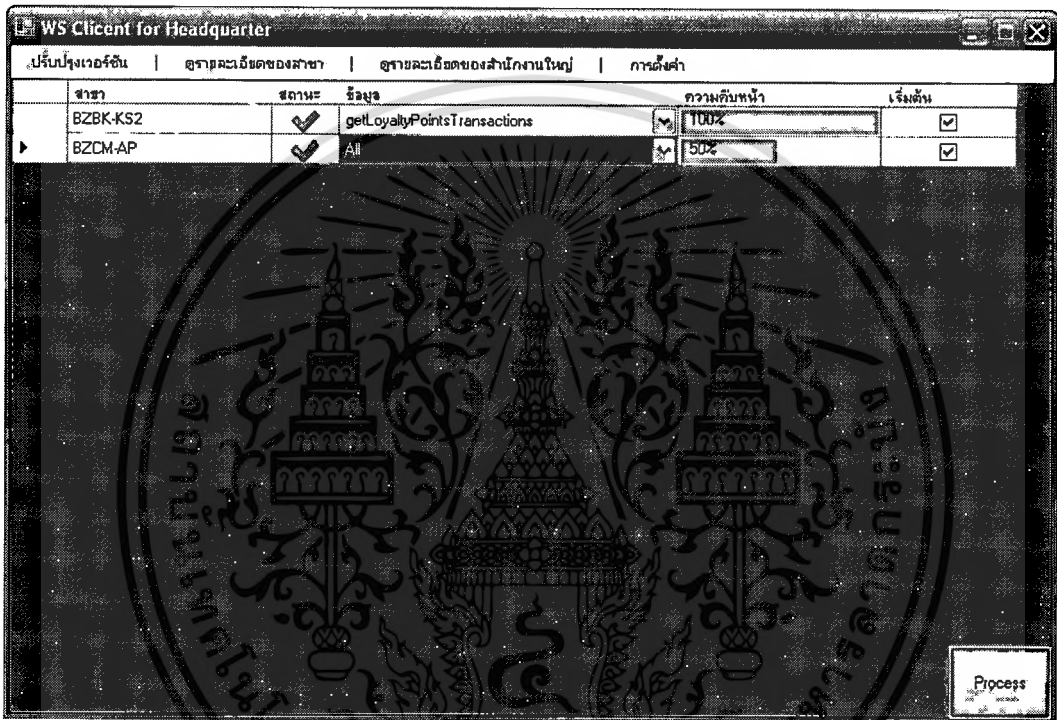 WS Clicent for Headquarter
ปรับปรุงเวอร์ชัน | ดูรายละเอียดของสาขา | ดูรายละเอียดของสำนักงานใหญ่ | การตั้งค่า
สาขา สถานะ ข้อมูล ความคืบหน้า เริ่มต้น
BZBK-KS2 getLoyaltyPointsTransactions 100%
BZCM-AP All 50%
Process